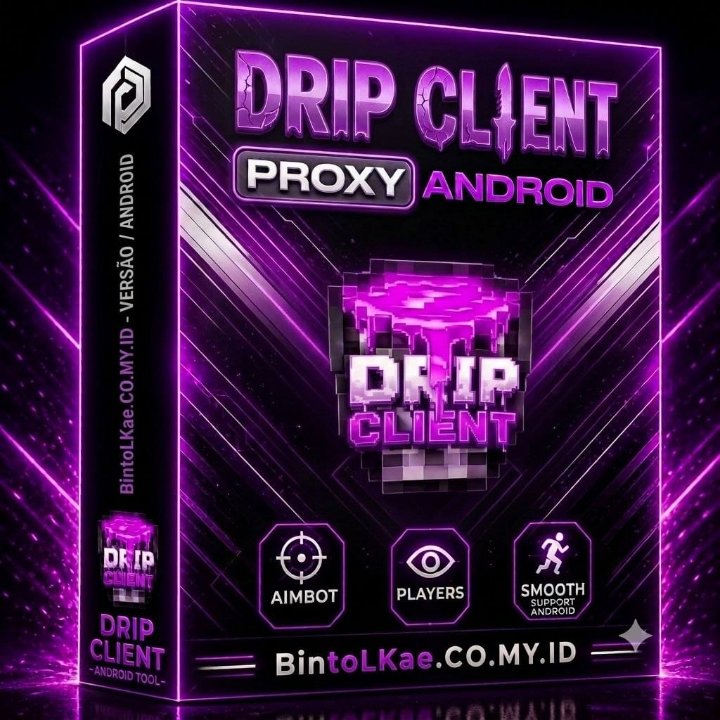 DRIP CLIENT
PROXY ANDROID
DRIP
CLIENT
AIMBOT
PLAYERS
SMOOTH
SUPPORT
ANDROID
BintoLKae.CO.MY.ID
BintoLKae.CO.MY.ID - VERSÃO / ANDROID
DRIP
CLIENT
DRIP
CLIENT
-ANDROID TOOL-